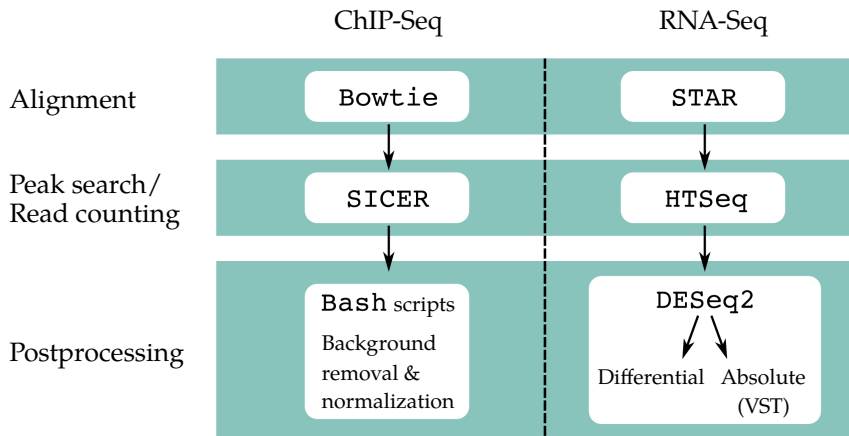 ChIP-Seq
RNA-Seq
Alignment
Bowtie
STAR
Peak search/
Read counting
SICER
HTSeq
Postprocessing
Bash scripts
Background
removal &
normalization
DESeq2
Differential
Absolute
(VST)